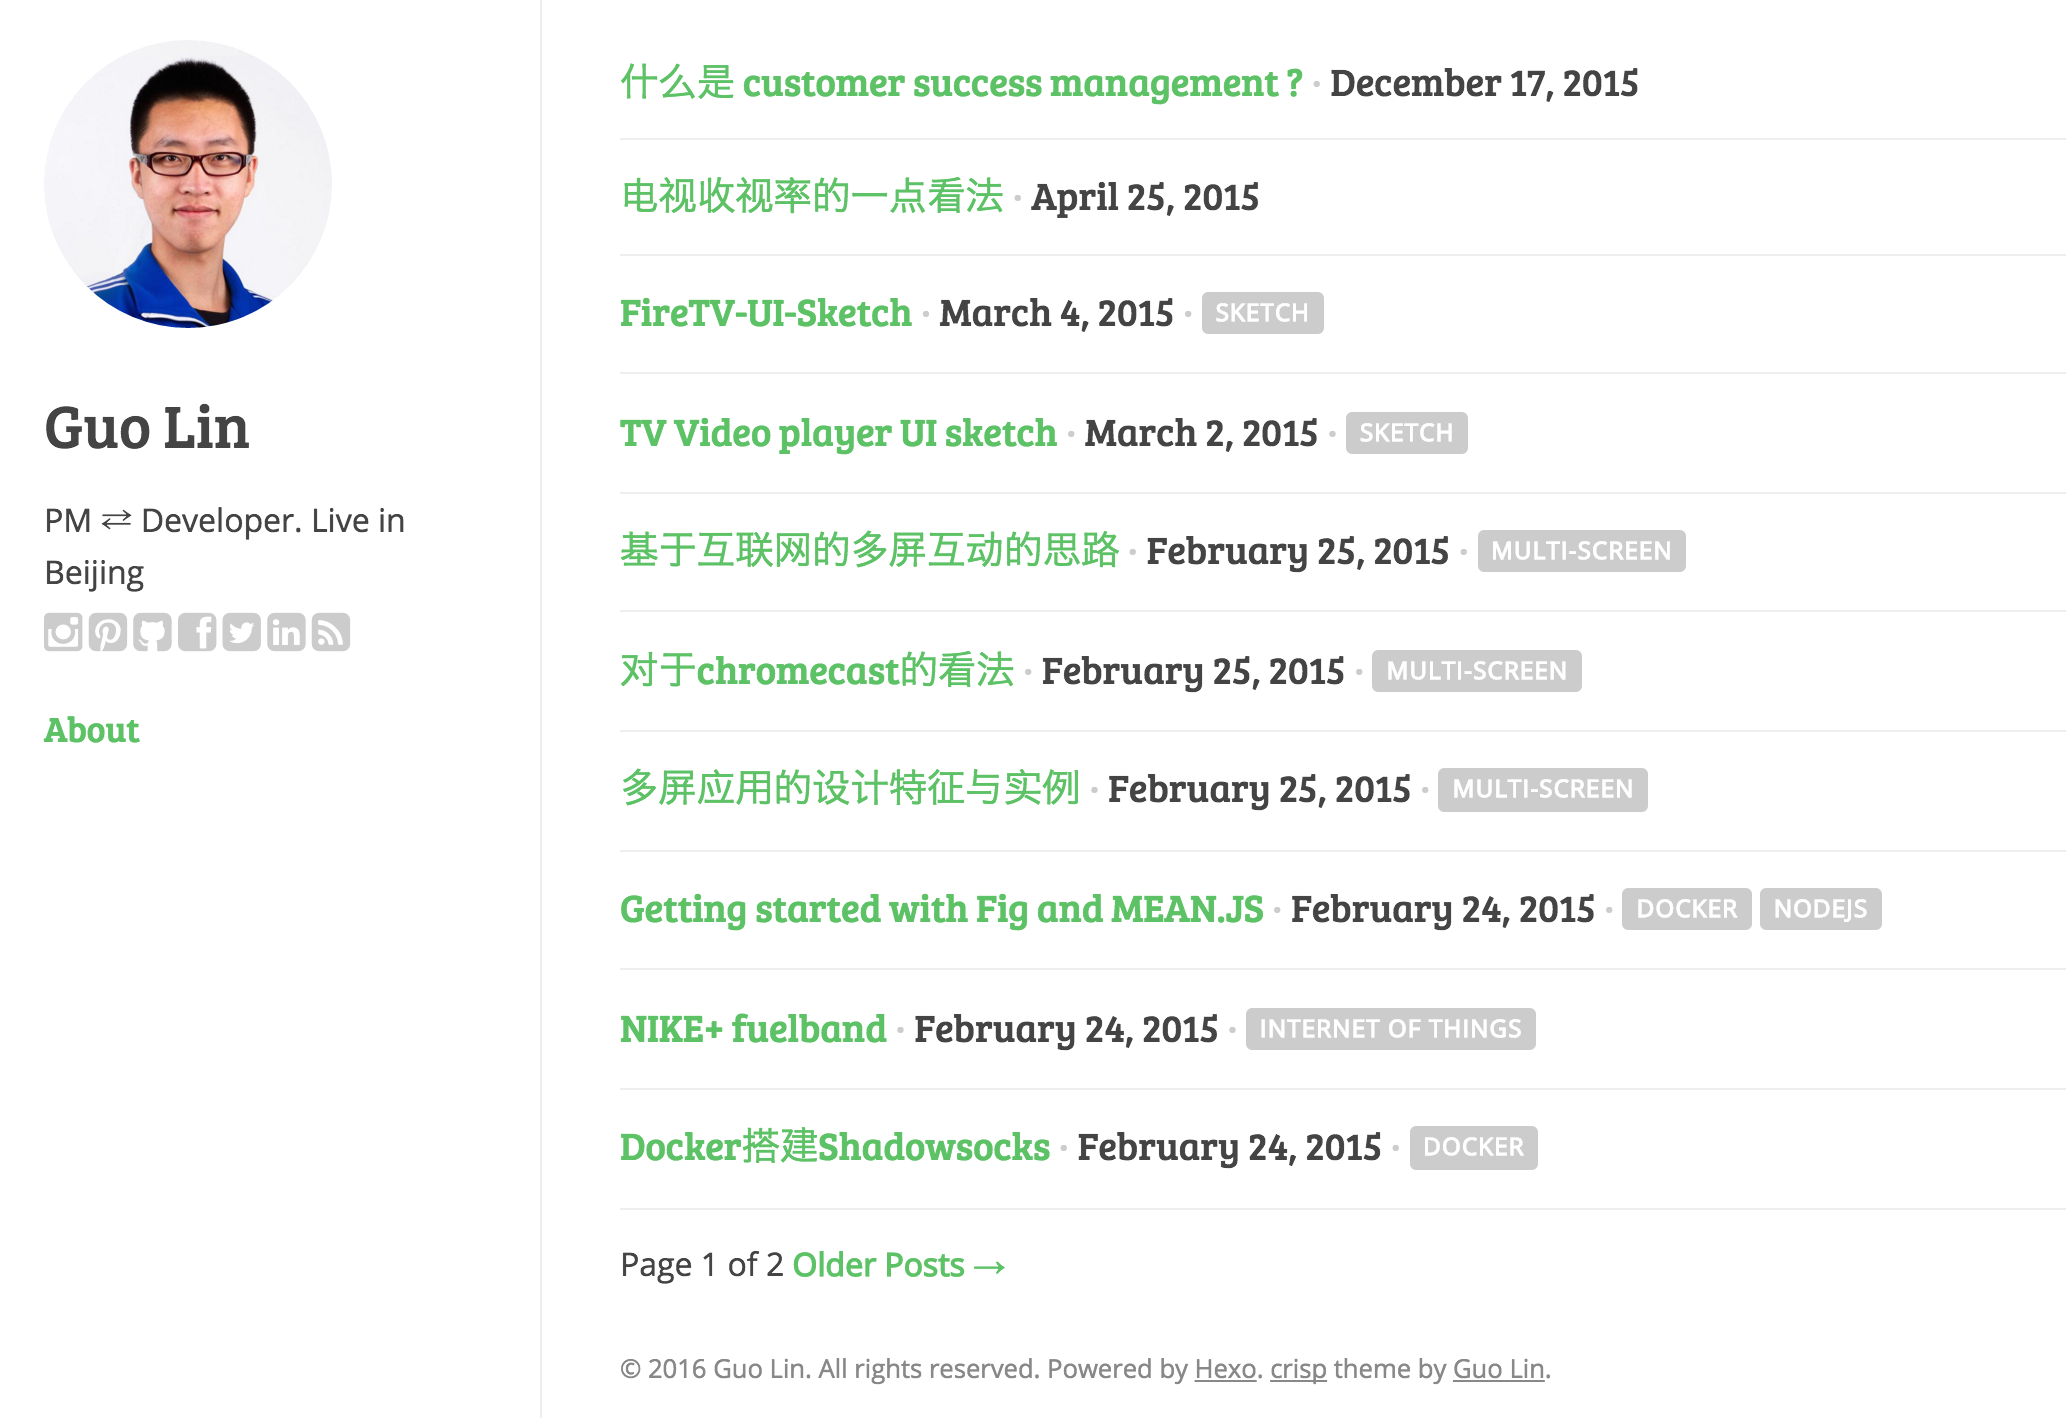 Guo Lin
PM ⇄ Developer. Live in
Beijing
About
什么是 customer success management ? · December 17, 2015
电视收视率的一点看法 · April 25, 2015
FireTV-UI-Sketch · March 4, 2015 · SKETCH
TV Video player UI sketch · March 2, 2015 · SKETCH
基于互联网的多屏互动的思路 · February 25, 2015 · MULTI-SCREEN
对于chromecast的看法 · February 25, 2015 · MULTI-SCREEN
多屏应用的设计特征与实例 · February 25, 2015 · MULTI-SCREEN
Getting started with Fig and MEAN.JS · February 24, 2015 · DOCKER NODEJS
NIKE+ fuelband · February 24, 2015 · INTERNET OF THINGS
Docker搭建Shadowsocks · February 24, 2015 · DOCKER
Page 1 of 2 Older Posts →
© 2016 Guo Lin. All rights reserved. Powered by Hexo. crisp theme by Guo Lin.